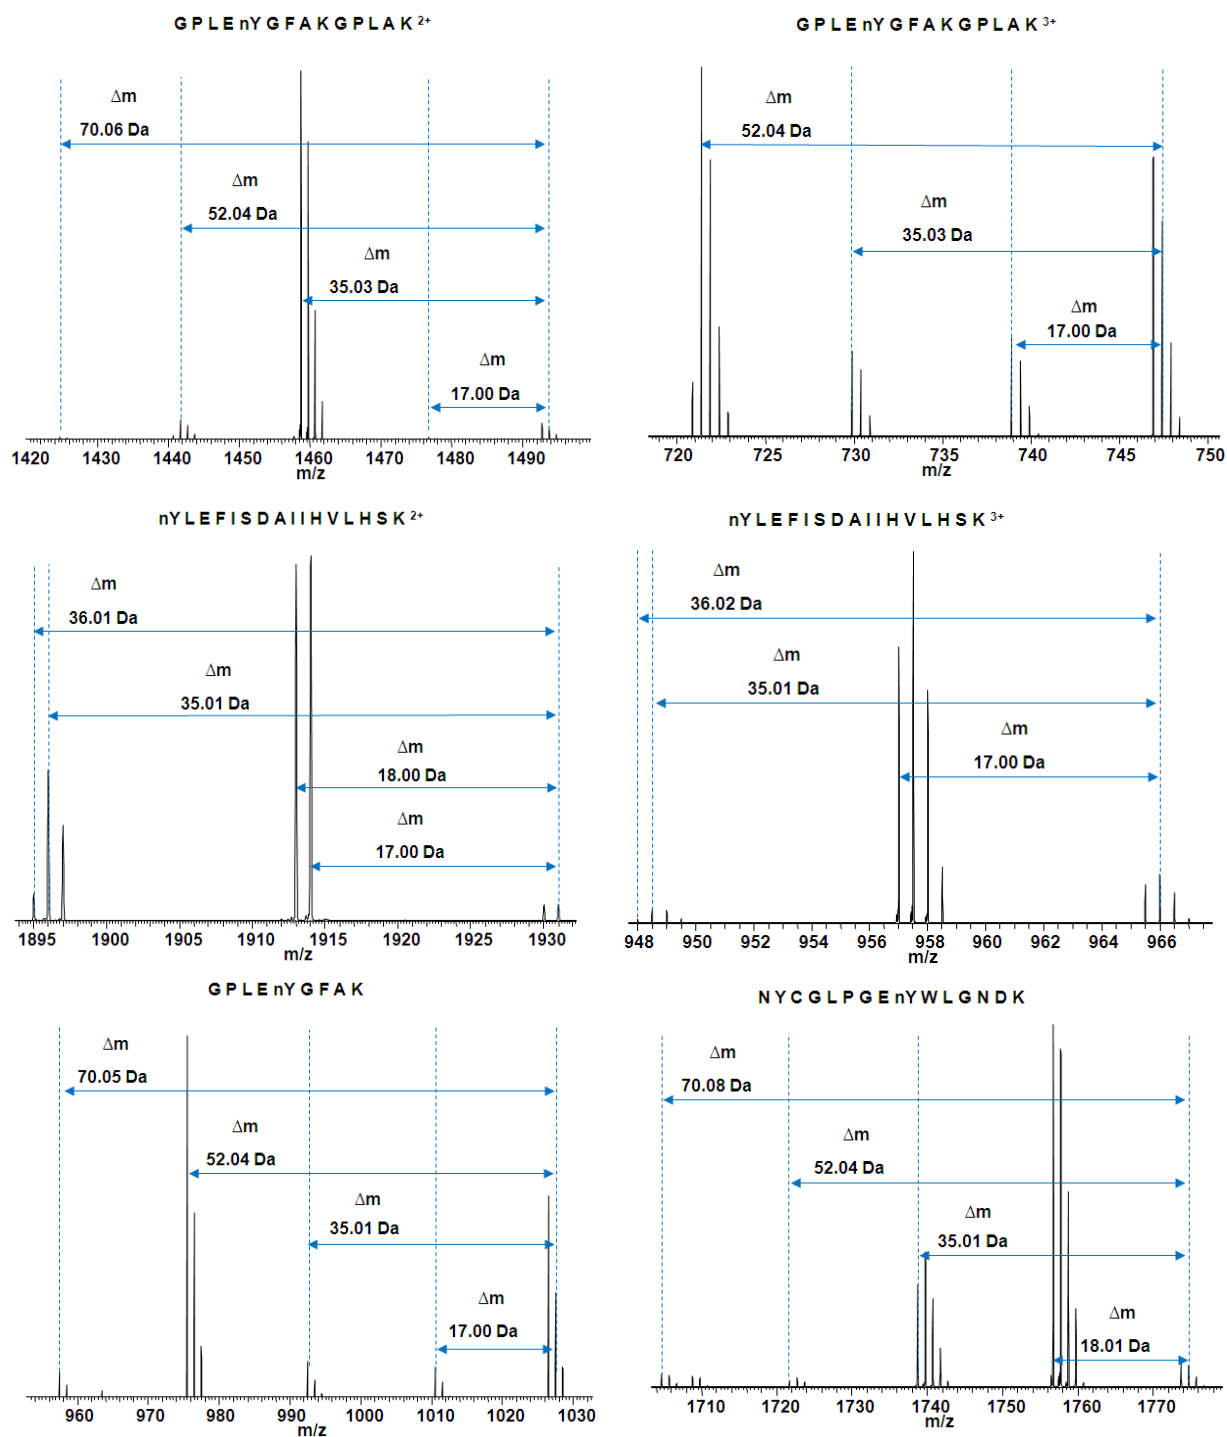 G P L E nY G F A K G P L A K 2+
Δm
70.06 Da
Δm
52.04 Da
Δm
35.03 Da
Δm
17.00 Da
1420 1430 1440 1450 1460 1470 1480 1490
m/z
G P L E nY G F A K G P L A K 3+
Δm
52.04 Da
Δm
35.03 Da
Δm
17.00 Da
720 725 730 735 740 745 750
m/z
nY L E F I S D A I I H V L H S K 2+
Δm
36.01 Da
Δm
35.01 Da
Δm
18.00 Da
Δm
17.00 Da
1895 1900 1905 1910 1915 1920 1925 1930
m/z
nY L E F I S D A I I H V L H S K 3+
Δm
36.02 Da
Δm
35.01 Da
Δm
17.00 Da
948 950 952 954 956 958 960 962 964 966
m/z
G P L E nY G F A K
Δm
70.05 Da
Δm
52.04 Da
Δm
35.01 Da
Δm
17.00 Da
960 970 980 990 1000 1010 1020 1030
m/z
N Y C G L P G E nY W L G N D K
Δm
70.08 Da
Δm
52.04 Da
Δm
35.01 Da
Δm
18.01 Da
1710 1720 1730 1740 1750 1760 1770
m/z